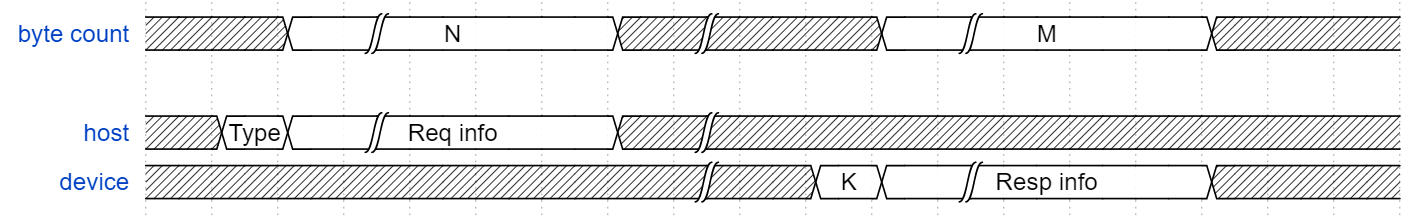 byte count N M
host Type Req info
device K Resp info